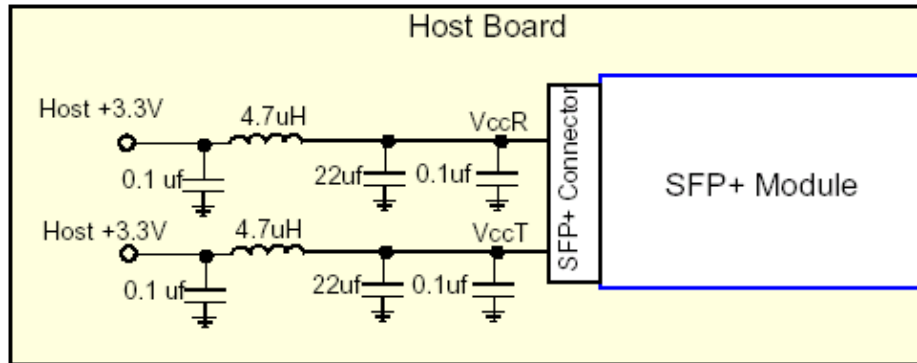 Host Board
Host +3.3V
4.7uH
VccR
0.1 uf
22uf
0.1uf
Host +3.3V
4.7uH
VccT
0.1 uf
22uf
0.1uf
SFP+ Connector
SFP+ Module